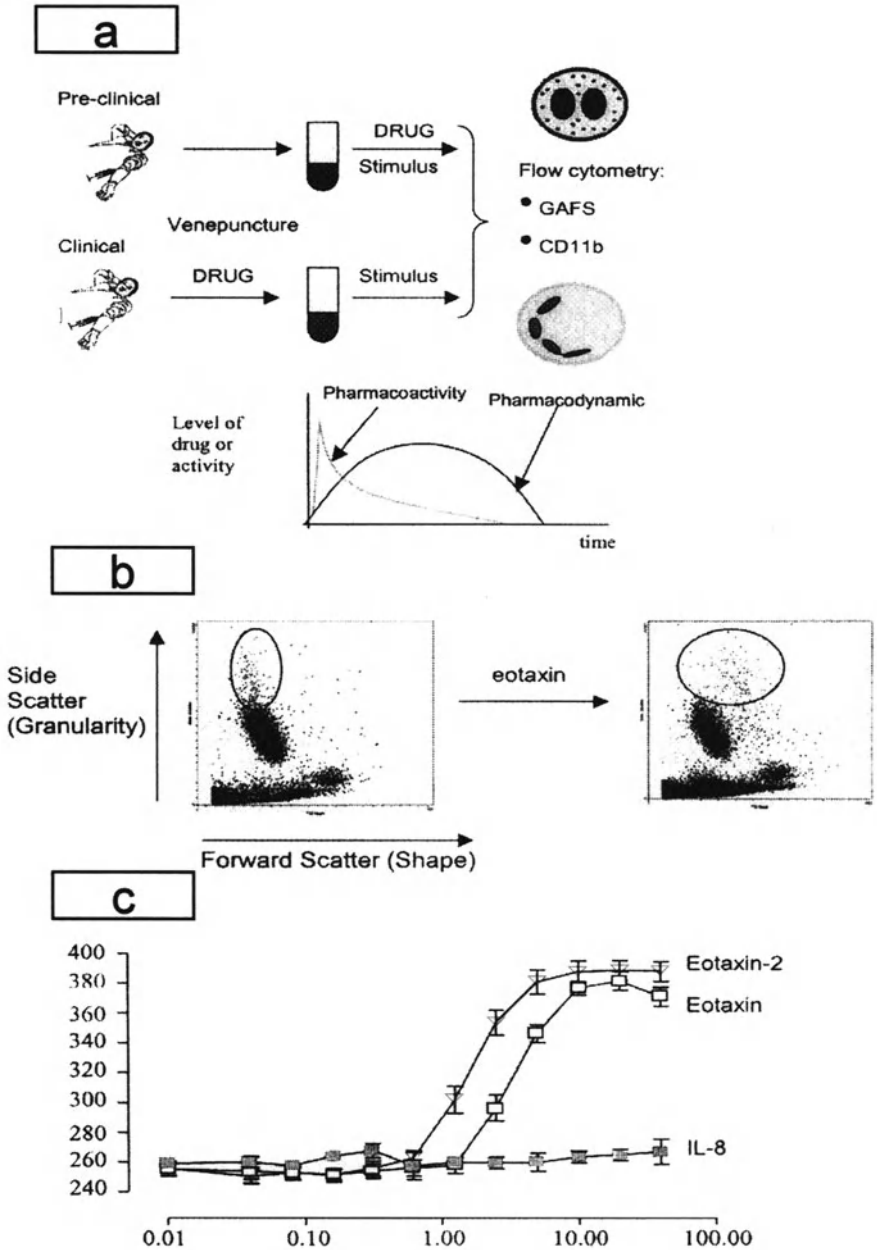 a
Pre-clinical
DRUG
Stimulus
Venepuncture
Clinical
DRUG
Stimulus
Flow cytometry:
• GAFS
• CD11b
Pharmacoactivity
Pharmacodynamic
Level of
drug or
activity
time
b
Side
Scatter
(Granularity)
eotaxin
Forward Scatter (Shape)
c
400
380
360
340
320
300
280
260
240
Eotaxin-2
Eotaxin
IL-8
0.01
0.10
1.00
10.00
100.00